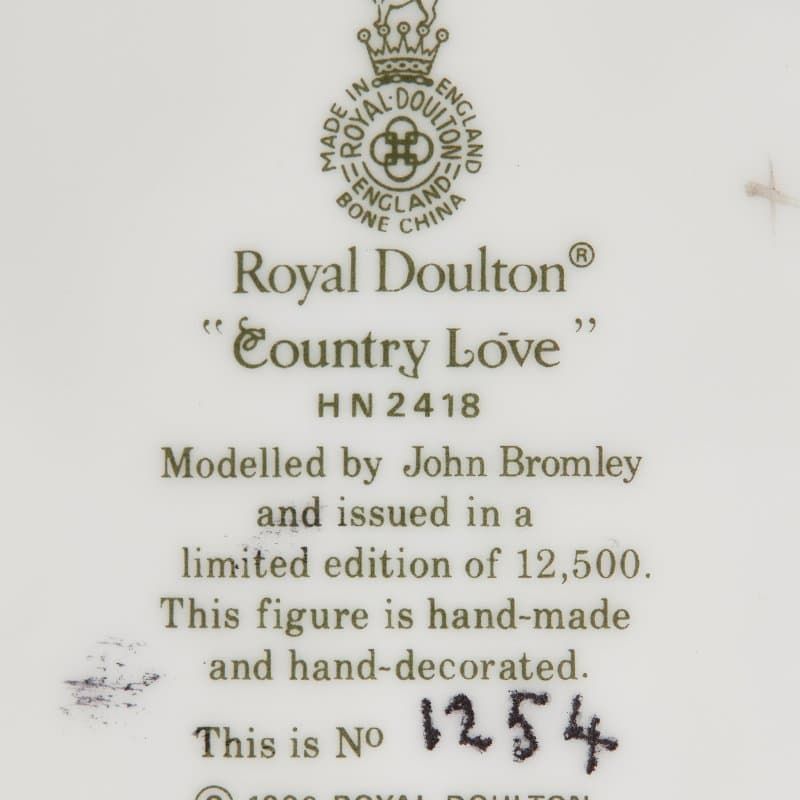 MADE IN ENGLAND
ROYAL·DOULTON
ENGLAND
BONE CHINA
Royal Doulton®
“Country Love”
HN 2418
Modelled by John Bromley
and issued in a
limited edition of 12,500.
This figure is hand-made
and hand-decorated.
This is Nº 1254
© ROYAL DOULTON